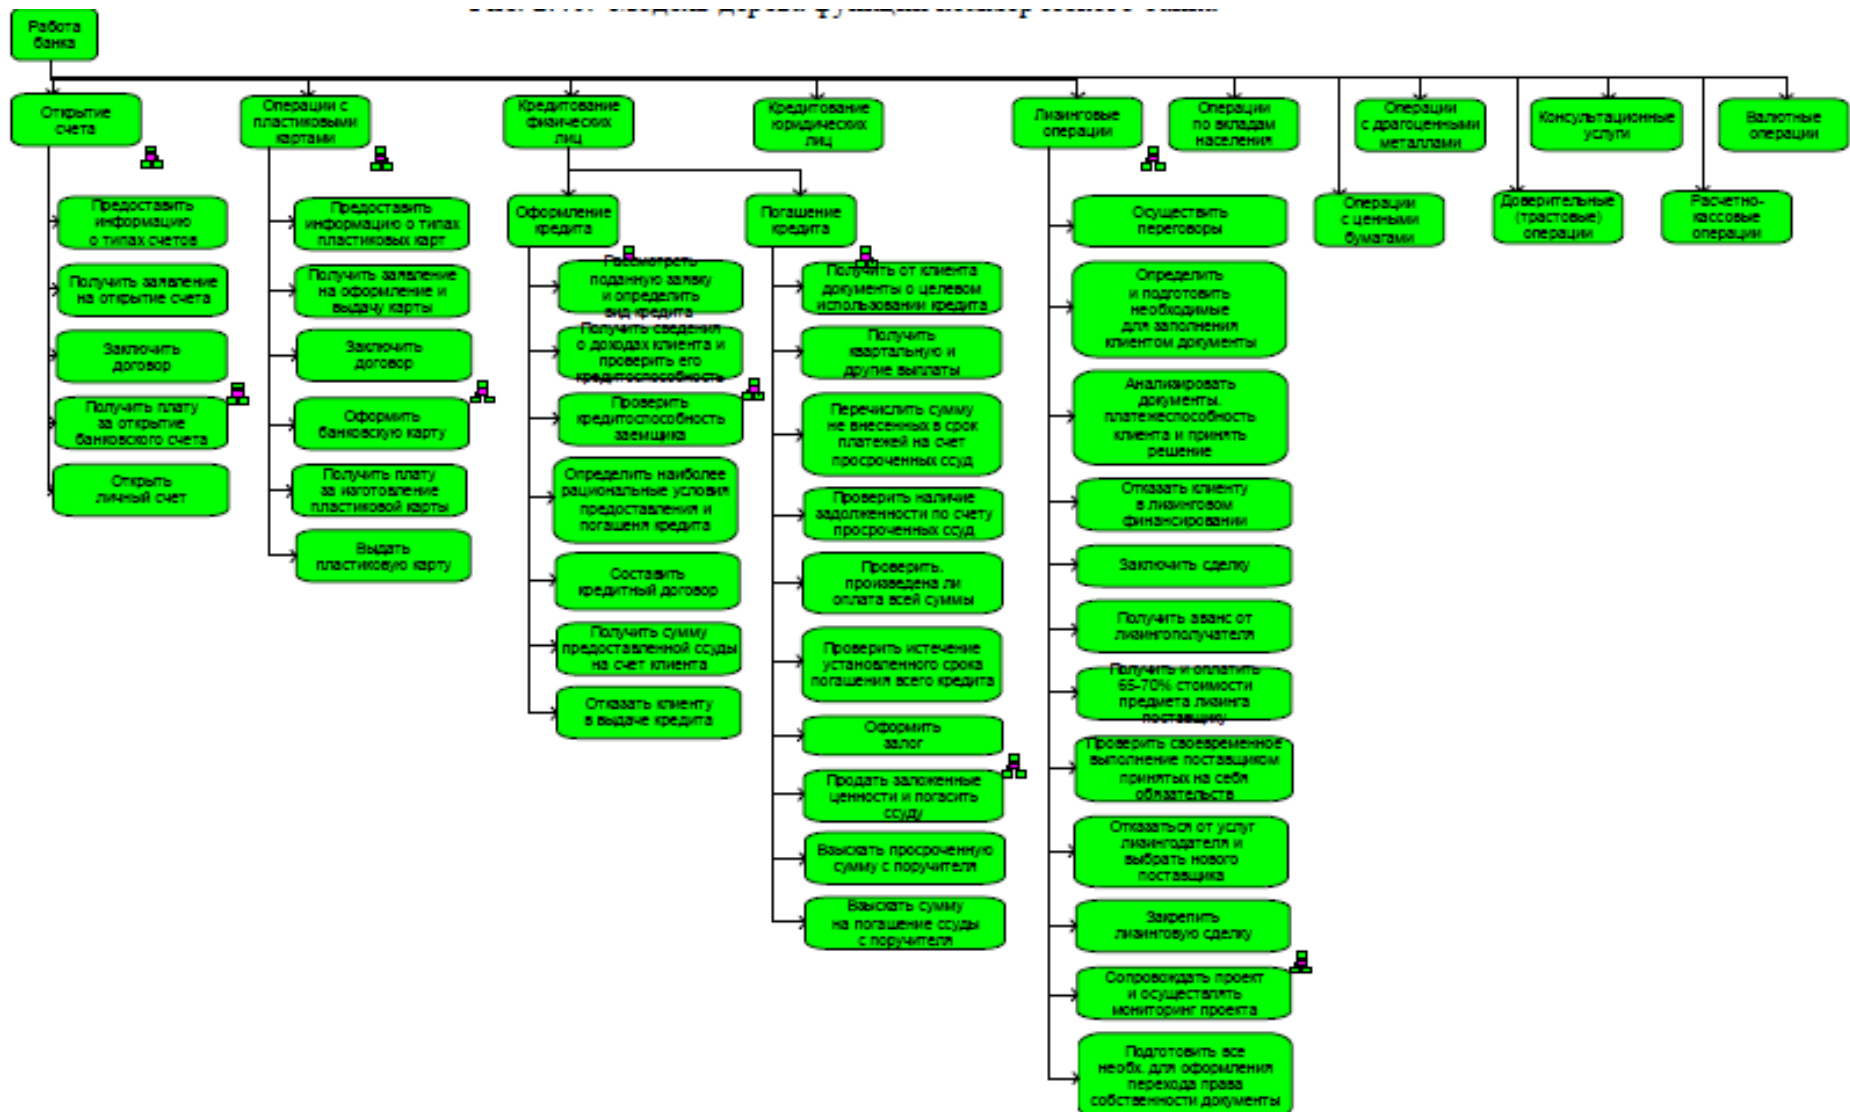 Работа
банка
Открытие
счета
Операции с
пластиковыми
картами
Кредитование
физических
лиц
Кредитование
юридических
лиц
Лизинговые
операции
Операции
по вкладам
населения
Операции
с драгоценными
металлами
Консультационные
услуги
Валютные
операции
Операции
с ценными
бумагами
Доверительные
(трастовые)
операции
Расчетно-
кассовые
операции
Предоставить
информацию
о типах счетов
Получить заявление
на открытие счета
Заключить
договор
Получить плату
за открытие
банковского счета
Открыть
личный счет
Предоставить
информацию о типах
пластиковых карт
Получить заявление
на оформление и
выдачу карты
Заключить
договор
Оформить
банковскую карту
Получить плату
за изготовление
пластиковой карты
Выдать
пластиковую карту
Оформление
кредита
Рассмотреть
поданную заявку
и определить
вид кредита
Получить сведения
о доходах клиента и
проверить его
кредитоспособность
Проверить
кредитоспособность
заемщика
Определить наиболее
рациональные условия
предоставления и
погашеня кредита
Составить
кредитный договор
Получить сумму
предоставленной ссуды
на счет клиента
Отказать клиенту
в выдаче кредита
Погашение
кредита
Получить от клиента
документы о целевом
использовании кредита
Получить
квартальную и
другие выплаты
Перечислить сумму
не внесенных в срок
платежей на счет
просроченных ссуд
Проверить наличие
задолженности по счету
просроченных ссуд
Проверить,
произведена ли
оплата всей суммы
Проверить истечение
установленного срока
погашения всего кредита
Оформить
залог
Продать заложенные
ценности и погасить
ссуду
Взыскать просроченную
сумму с поручителя
Взыскать сумму
на погашение ссуды
с поручителя
Осуществить
переговоры
Определить
и подготовить
необходимые
для заполнения
клиентом документы
Анализировать
документы,
платежеспособность
клиента и принять
решение
Отказать клиенту
в лизинговом
финансировании
Заключить сделку
Получить аванс от
лизингополучателя
Получить и оплатить
65-70% стоимости
предмета лизинга
поставщику
Проверить своевременное
выполнение поставщиком
принятых на себя
обязательств
Отказаться от услуг
лизингодателя и
выбрать нового
поставщика
Закрепить
лизинговую сделку
Сопровождать проект
и осуществлять
мониторинг проекта
Подготовить все
необх. для оформления
перехода права
собственности документы